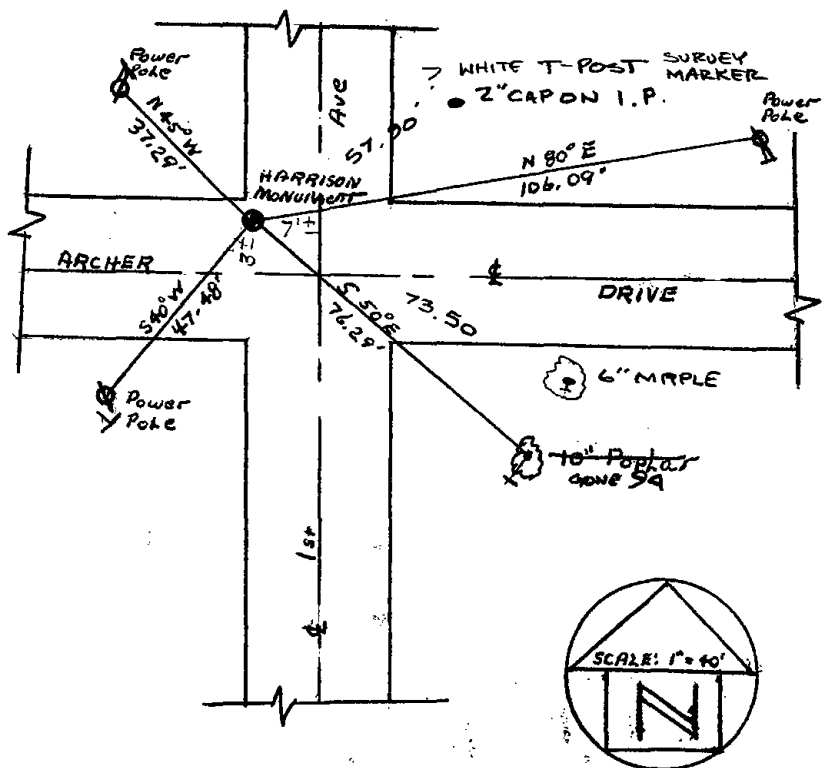 Power
Pole
WHITE T-POST SURVEY
MARKER
2" CAP ON I.P.
Ave
57.90
?
Power
Pole
N 45° W
37.29'
N 80° E
106.09'
HARRISON
MONUMENT
7'±
3'±
ARCHER
℄
DRIVE
S 40° W
47.48'
S 50° E
76.29'
73.50
6" MAPLE
Power
Pole
10" Poplar
GONE 94
1st
℄
SCALE: 1" = 40'
N